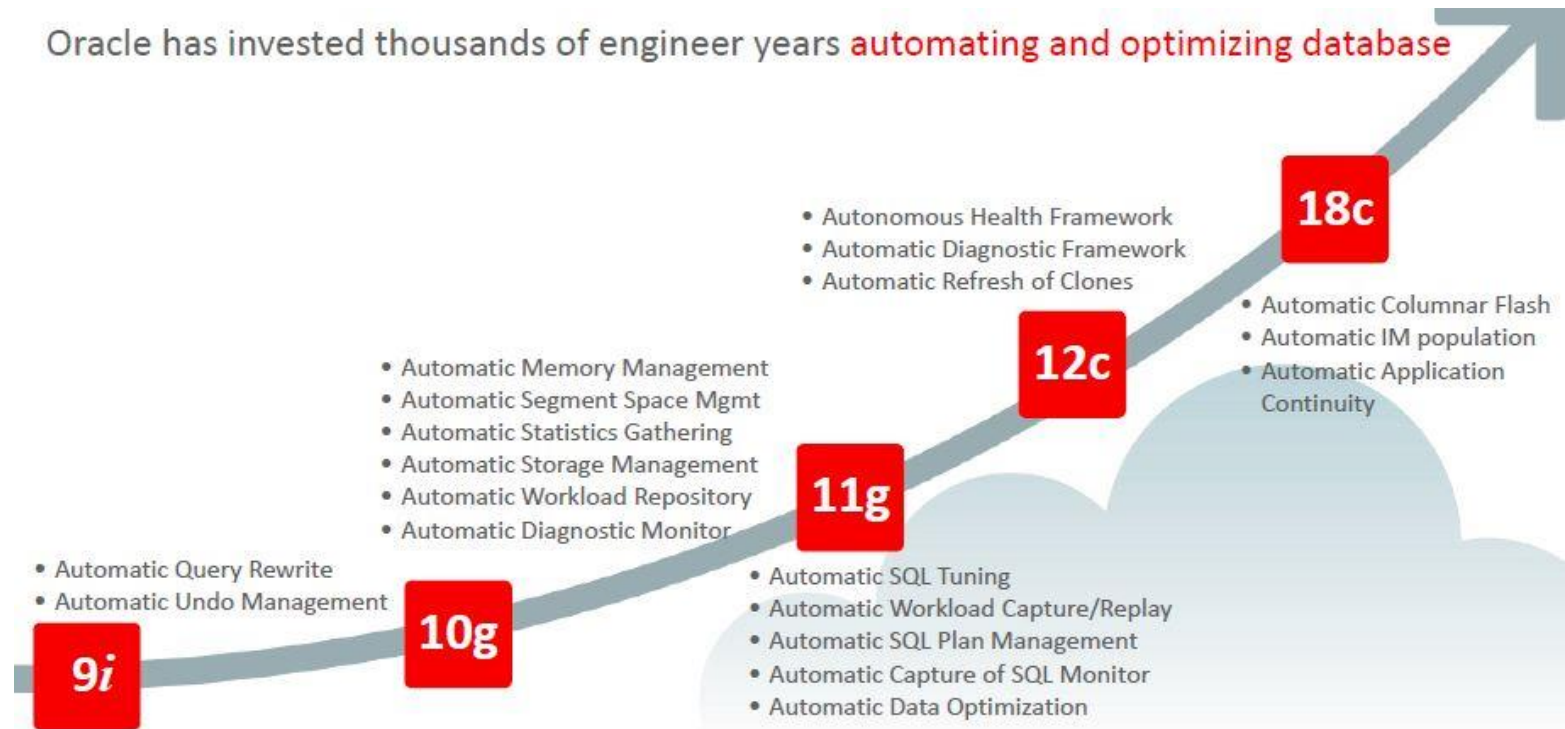 Oracle has invested thousands of engineer years automating and optimizing database
• Automatic Query Rewrite
• Automatic Undo Management
9i
• Automatic Memory Management
• Automatic Segment Space Mgmt
• Automatic Statistics Gathering
• Automatic Storage Management
• Automatic Workload Repository
• Automatic Diagnostic Monitor
10g
11g
• Automatic SQL Tuning
• Automatic Workload Capture/Replay
• Automatic SQL Plan Management
• Automatic Capture of SQL Monitor
• Automatic Data Optimization
• Autonomous Health Framework
• Automatic Diagnostic Framework
• Automatic Refresh of Clones
12c
18c
• Automatic Columnar Flash
• Automatic IM population
• Automatic Application
Continuity